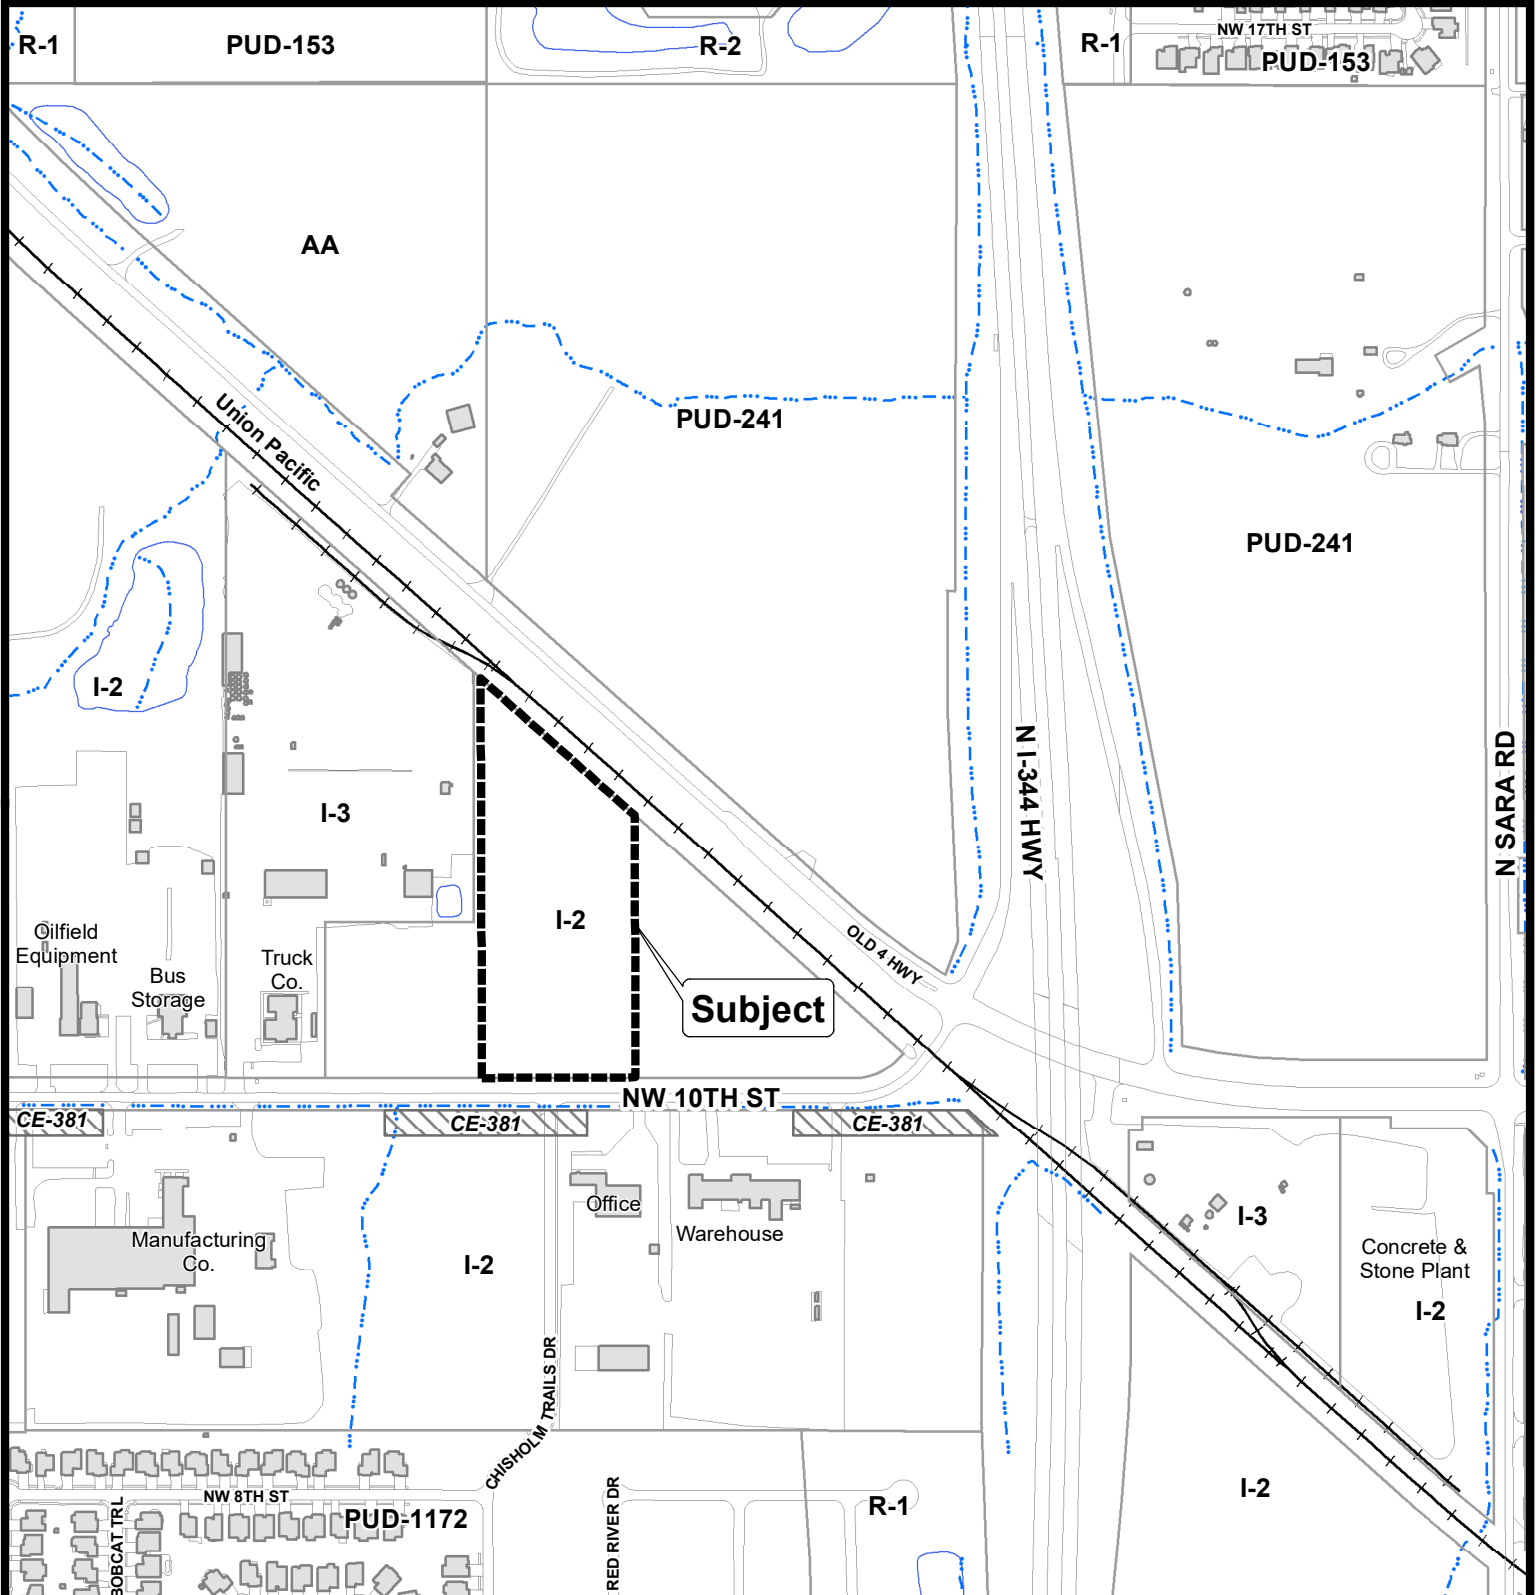 R-1
PUD-153
R-2
R-1
NW 17TH ST
PUD-153
AA
Union Pacific
PUD-241
PUD-241
I-2
N I-344 HWY
N SARA RD
I-3
I-2
Oilfield
Equipment
Bus
Storage
Truck
Co.
OLD 4 HWY
Subject
NW 10TH ST
CE-381
CE-381
CE-381
Office
Warehouse
Manufacturing
Co.
I-2
I-3
Concrete &
Stone Plant
I-2
CHISHOLM TRAILS DR
NW 8TH ST
PUD-1172
BOBCAT TRL
RED RIVER DR
R-1
I-2